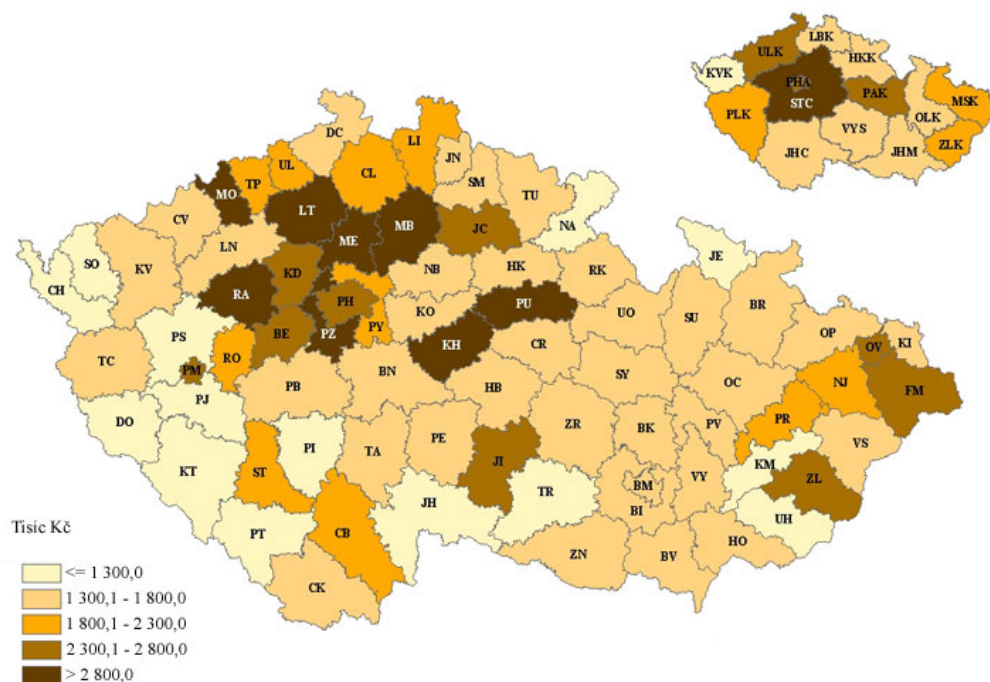 LBK
ULK
HKK
KVK
PHA
PAK
MSK
STC
PLK
OLK
VYS
ZLK
JHC
JHM
DC
LI
UL
JN
TP
CL
MO
SM
TU
LT
CV
MB
NA
ME
JC
LN
JE
SO
KV
KD
NB
HK
RK
BR
CH
RA
PH
PU
KO
UO
SU
OP
PS
BE
PZ
PY
KH
CR
OV
KI
TC
RO
PM
SY
OC
NJ
FM
PB
BN
HB
PJ
DO
PR
ZR
BK
PV
PE
VS
KT
ST
PI
TA
JI
KM
VY
ZL
BM
TR
JH
BI
UH
PT
CB
HO
ZN
BV
CK
Tisíc Kč
<= 1 300,0
1 300,1 - 1 800,0
1 800,1 - 2 300,0
2 300,1 - 2 800,0
> 2 800,0